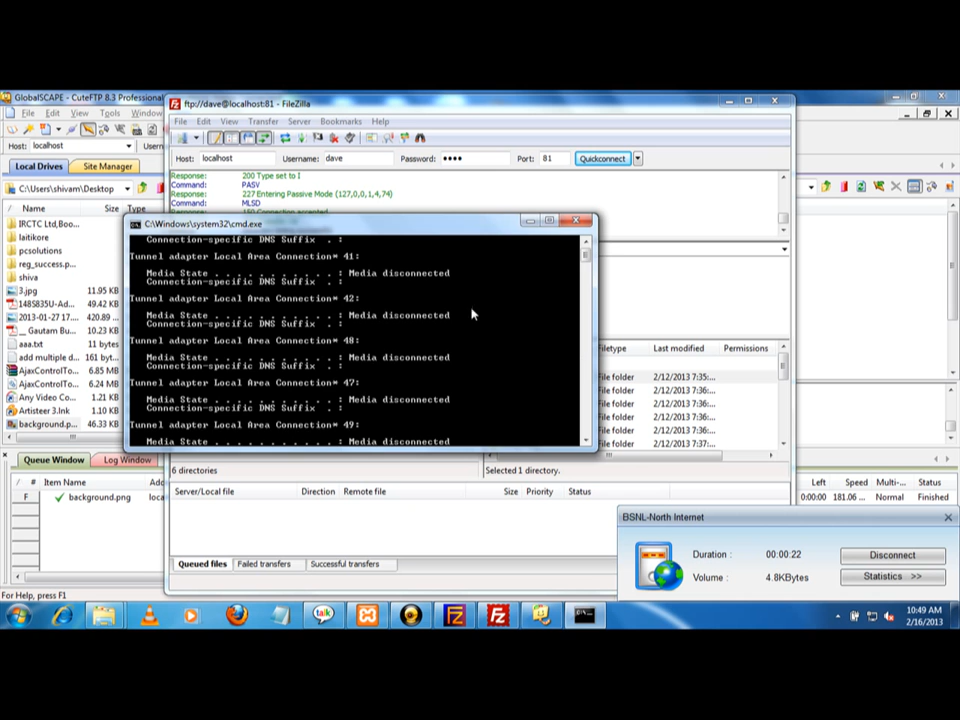 GlobalSCAPE - CuteFTP 8.3 Professional
File Edit View Tools Window
Host: localhost Usern
Local Drives Site Manager
C:\Users\shivam\Desktop
Name Size Type
IRCTC Ltd,Boo...
laitikore
pcsolutions
reg_success.p...
shiva
3.jpg 11.95 KB
148S835U-Ad... 49.42 KB
2013-01-27 17.... 420.89 ...
__ Gautam Bu... 10.23 KB
aaa.txt 11 bytes
add multiple d... 161 byt...
AjaxControlTo... 6.85 MB
AjaxControlTo... 6.24 MB
Any Video Co... 1.21 KB
Artisteer 3.lnk 1.10 KB
background.p... 46.33 KB
Queue Window Log Window
# Item Name Add
F background.png loca
For Help, press F1
ftp://dave@localhost:81 - FileZilla
File Edit View Transfer Server Bookmarks Help
Host: localhost Username: dave Password: •••• Port: 81 Quickconnect
Response: 200 Type set to I
Command: PASV
Response: 227 Entering Passive Mode (127,0,0,1,4,74)
Command: MLSD
Response: 150 Connection accepted
C:\Windows\system32\cmd.exe
Connection-specific DNS Suffix . :
Tunnel adapter Local Area Connection* 41:
Media State . . . . . . . . . . . : Media disconnected
Connection-specific DNS Suffix . :
Tunnel adapter Local Area Connection* 42:
Media State . . . . . . . . . . . : Media disconnected
Connection-specific DNS Suffix . :
Tunnel adapter Local Area Connection* 48:
Media State . . . . . . . . . . . : Media disconnected
Connection-specific DNS Suffix . :
Tunnel adapter Local Area Connection* 47:
Media State . . . . . . . . . . . : Media disconnected
Connection-specific DNS Suffix . :
Tunnel adapter Local Area Connection* 49:
Media State . . . . . . . . . . . : Media disconnected
Filetype Last modified Permissions
File folder 2/12/2013 7:35:...
File folder 2/12/2013 7:36:...
File folder 2/12/2013 7:36:...
File folder 2/12/2013 7:36:...
File folder 2/12/2013 7:36:...
File folder 2/12/2013 7:37:...
6 directories
Selected 1 directory.
Server/Local file Direction Remote file Size Priority Status
Queued files Failed transfers Successful transfers
Left Speed Multi-... Status
0:00:00 181.06 ... Normal Finished
BSNL-North Internet
Duration : 00:00:22 Disconnect
Volume : 4.8KBytes Statistics >>
talk
10:49 AM
2/16/2013